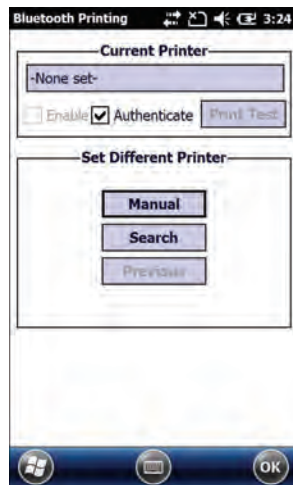 Bluetooth Printing 3:24
Current Printer
-None set-
Enable Authenticate Print Test
Set Different Printer
Manual
Search
Previous
OK